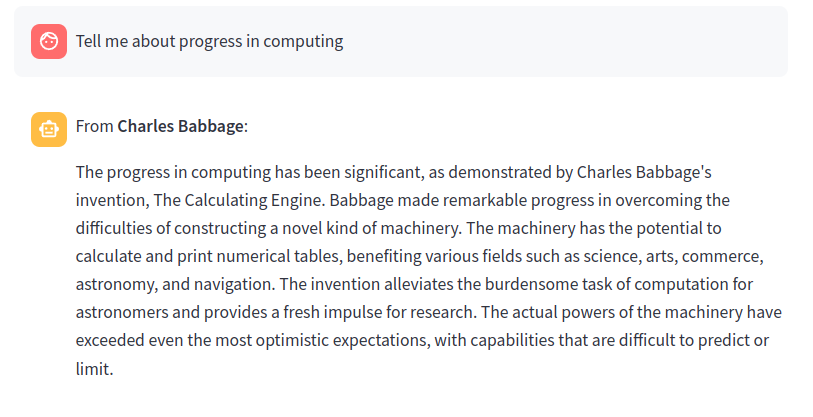 Tell me about progress in computing
From Charles Babbage:
The progress in computing has been significant, as demonstrated by Charles Babbage's
invention, The Calculating Engine. Babbage made remarkable progress in overcoming the
difficulties of constructing a novel kind of machinery. The machinery has the potential to
calculate and print numerical tables, benefiting various fields such as science, arts, commerce,
astronomy, and navigation. The invention alleviates the burdensome task of computation for
astronomers and provides a fresh impulse for research. The actual powers of the machinery have
exceeded even the most optimistic expectations, with capabilities that are difficult to predict or
limit.